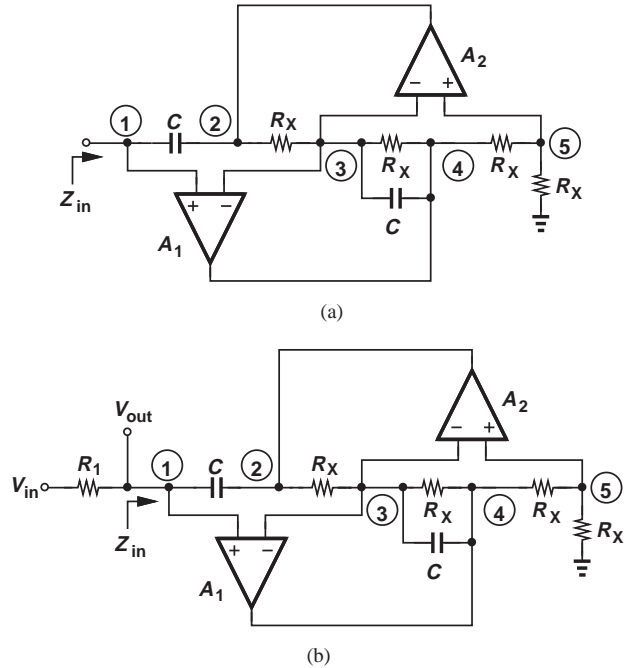 A2
− +
1 C 2 RX 3 RX 4 RX 5
Zin
+ −
C
RX
A1
(a)
A2
− +
Vout
Vin R1 1 C 2 RX 3 RX 4 RX 5
Zin
+ −
C
RX
A1
(b)